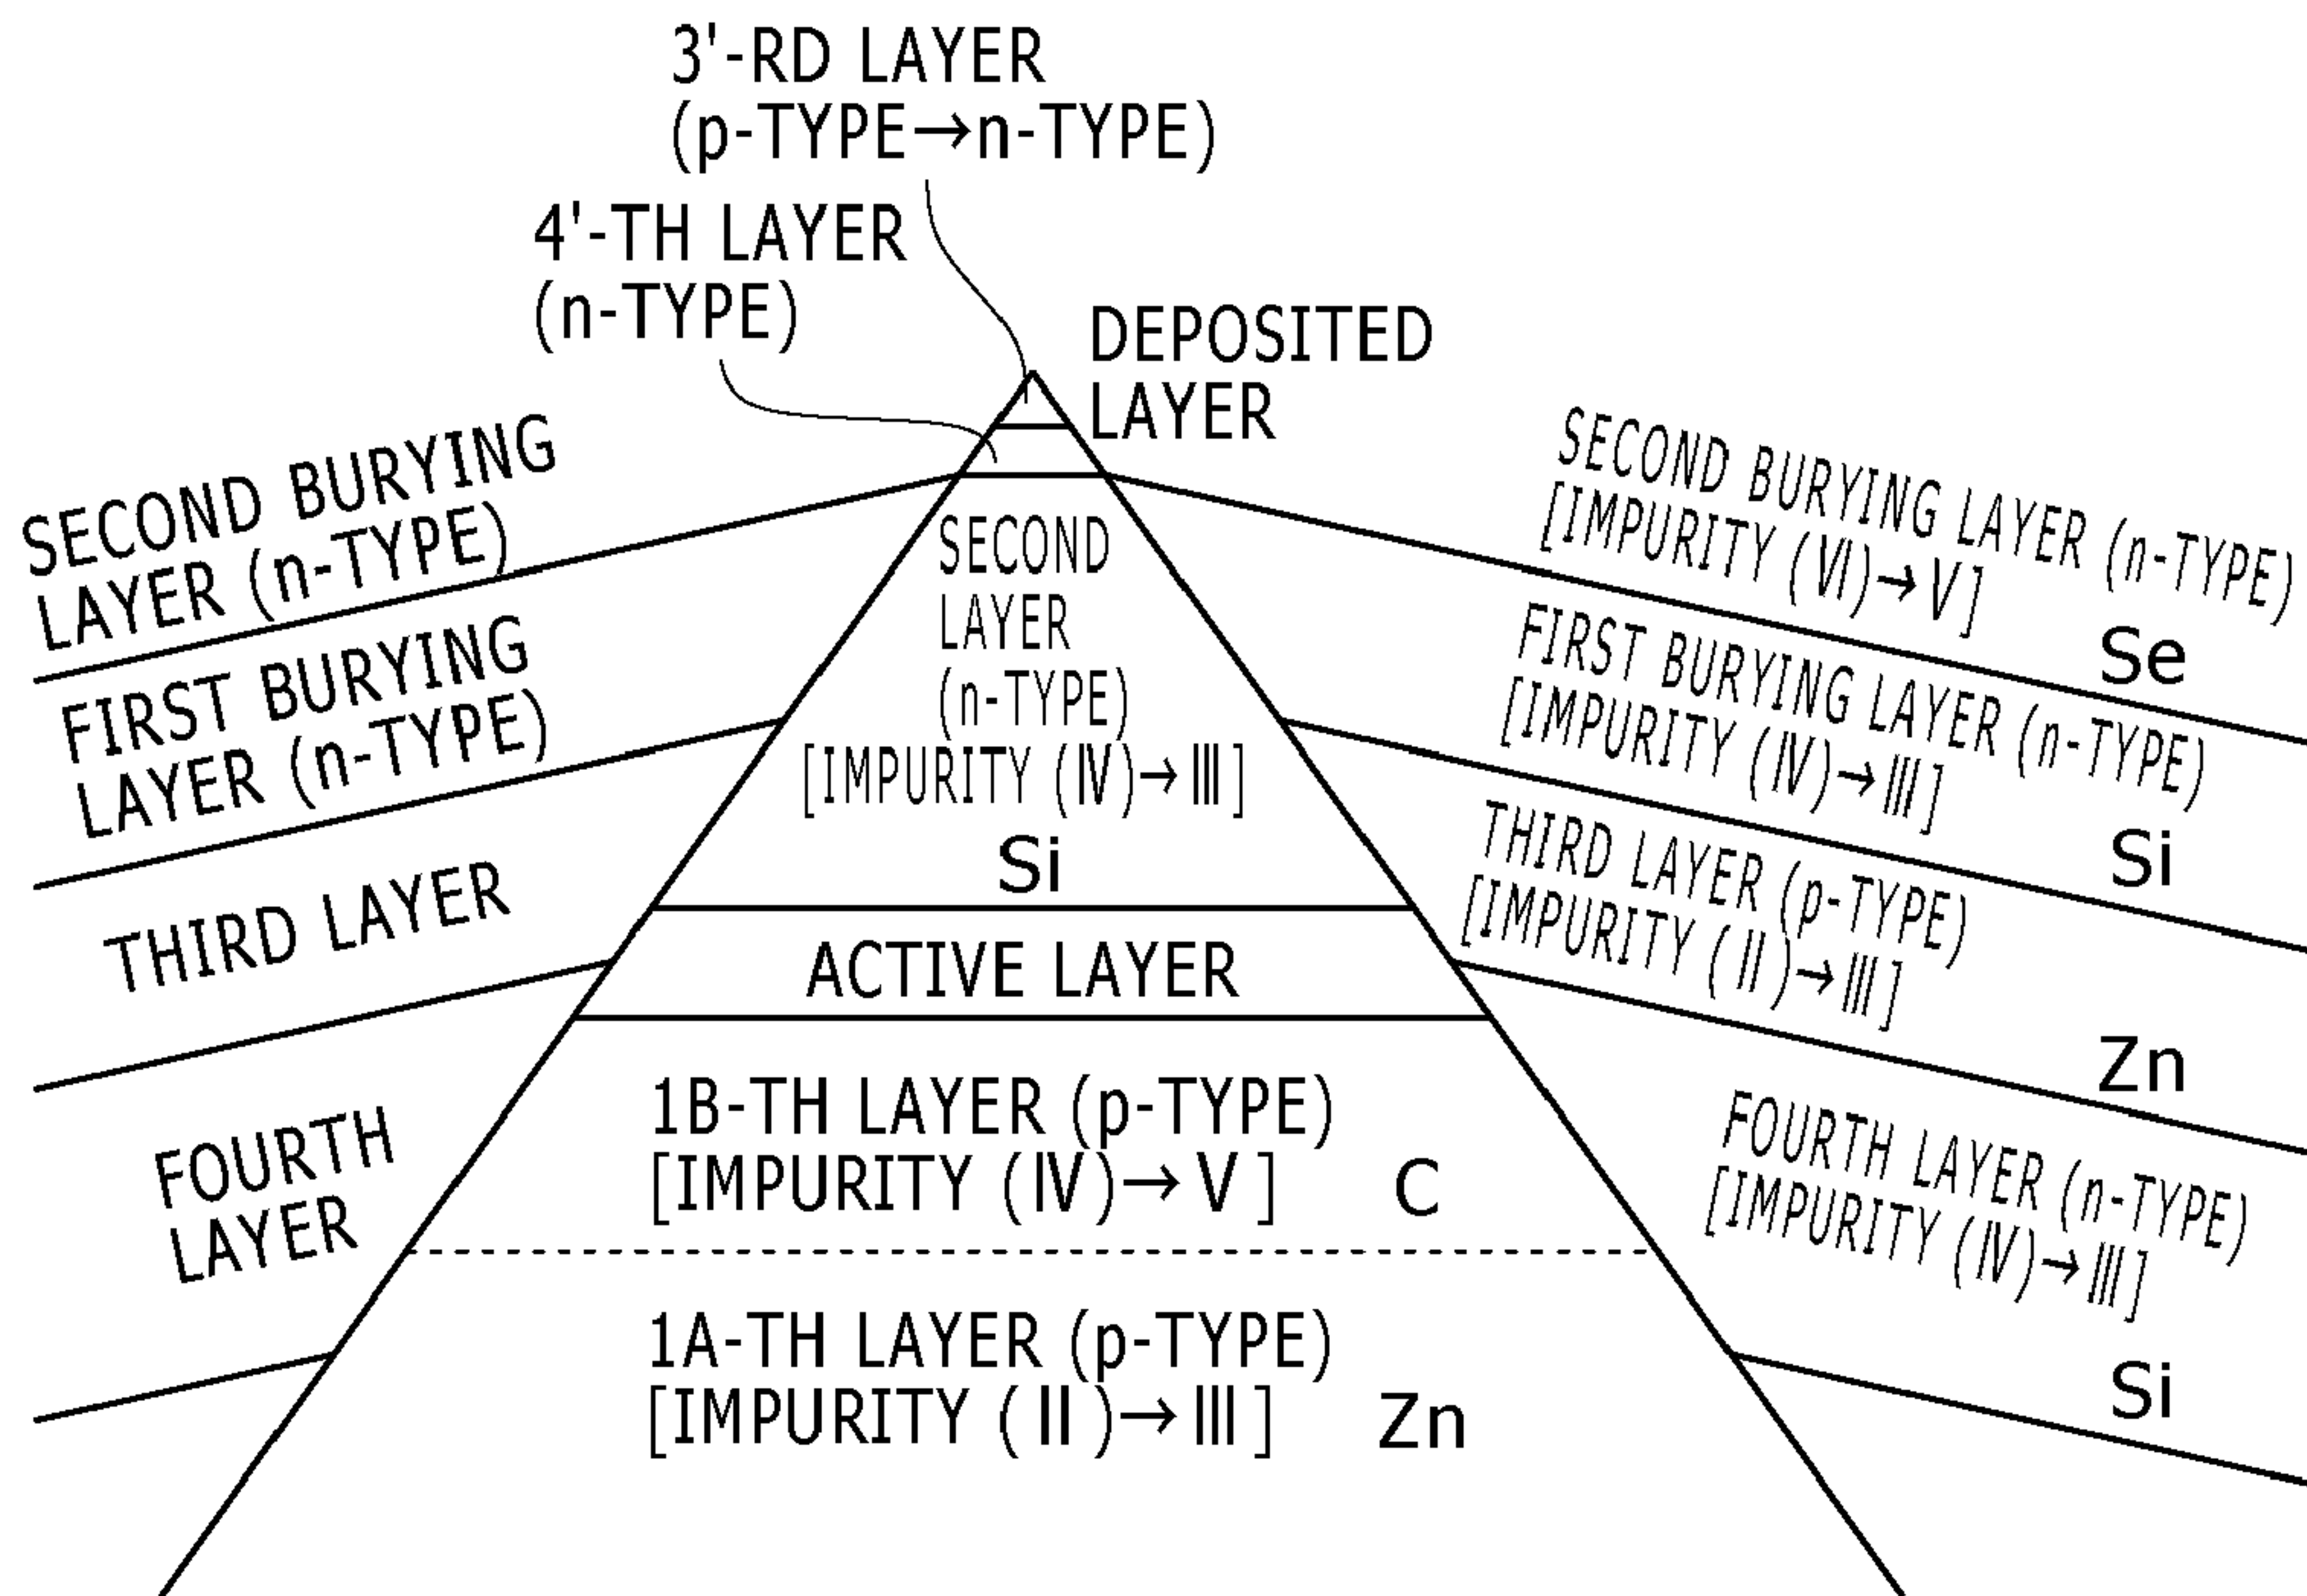 3'-RD LAYER
(p-TYPE→n-TYPE)
4'-TH LAYER
(n-TYPE)
DEPOSITED
LAYER
SECOND BURYING
LAYER (n-TYPE)
FIRST BURYING
LAYER (n-TYPE)
THIRD LAYER
FOURTH
LAYER
SECOND
LAYER
(n-TYPE)
[IMPURITY (Ⅳ)→Ⅲ]
Si
ACTIVE LAYER
1B-TH LAYER (p-TYPE)
[IMPURITY (Ⅳ)→Ⅴ] C
1A-TH LAYER (p-TYPE)
[IMPURITY (Ⅱ)→Ⅲ] Zn
SECOND BURYING LAYER (n-TYPE)
[IMPURITY (Ⅵ)→Ⅴ]
Se
FIRST BURYING LAYER (n-TYPE)
[IMPURITY (Ⅳ)→Ⅲ]
Si
THIRD LAYER (p-TYPE)
[IMPURITY (Ⅱ)→Ⅲ]
Zn
FOURTH LAYER (n-TYPE)
[IMPURITY (Ⅳ)→Ⅲ]
Si